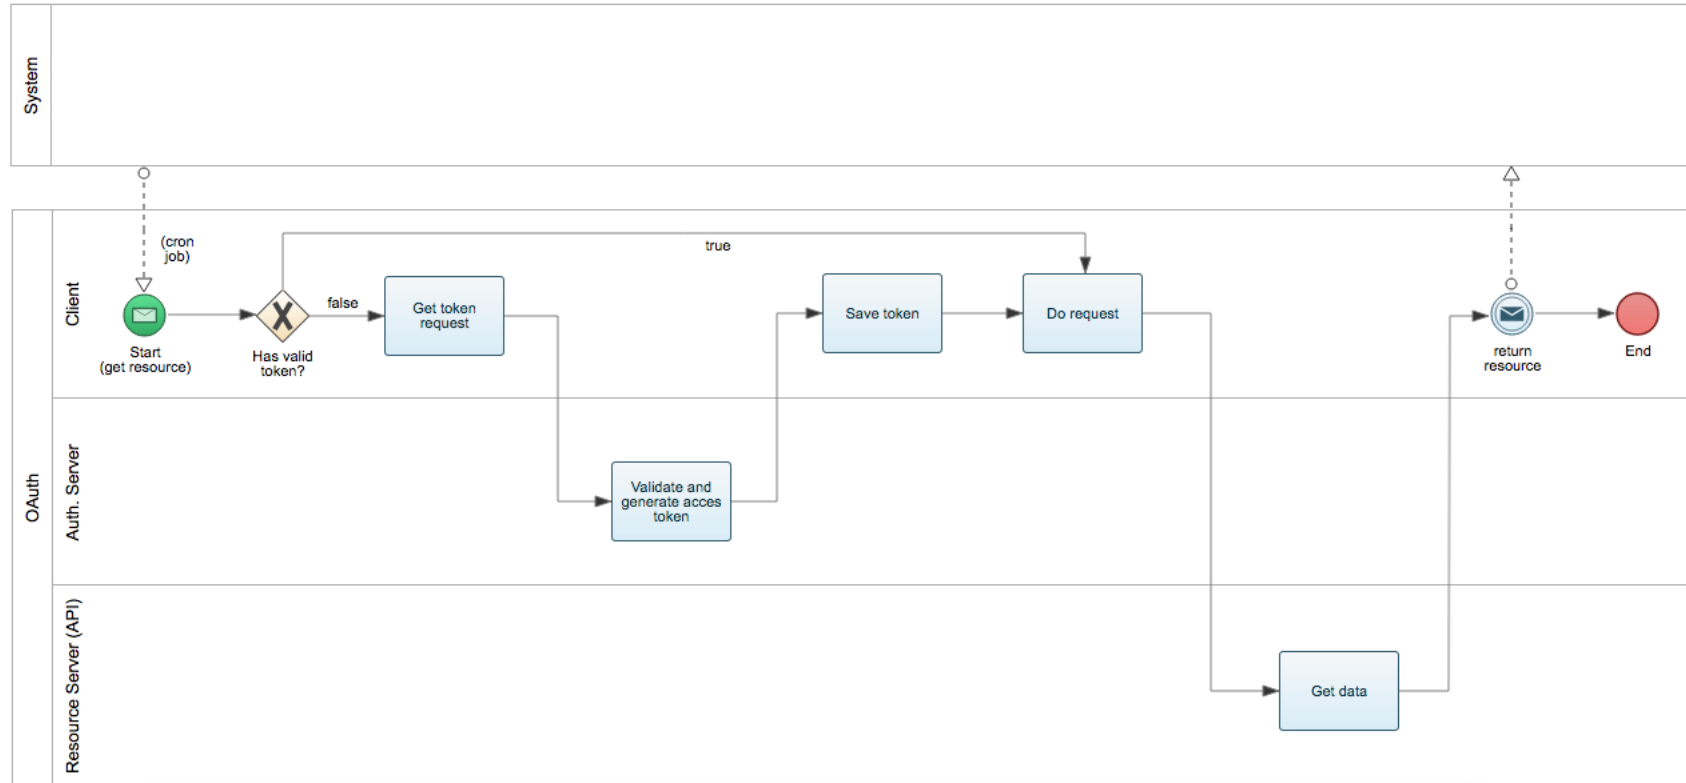 System
(cron
job)
true
OAuth
Client
false
Get token
request
Save token
Do request
Start
(get resource)
Has valid
token?
return
resource
End
Auth. Server
Validate and
generate acces
token
Resource Server (API)
Get data